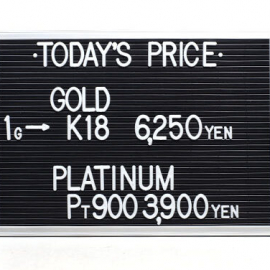 ·TODAY'S PRICE·
GOLD
1G→ K18 6,250YEN
PLATINUM
PT900 3,900YEN